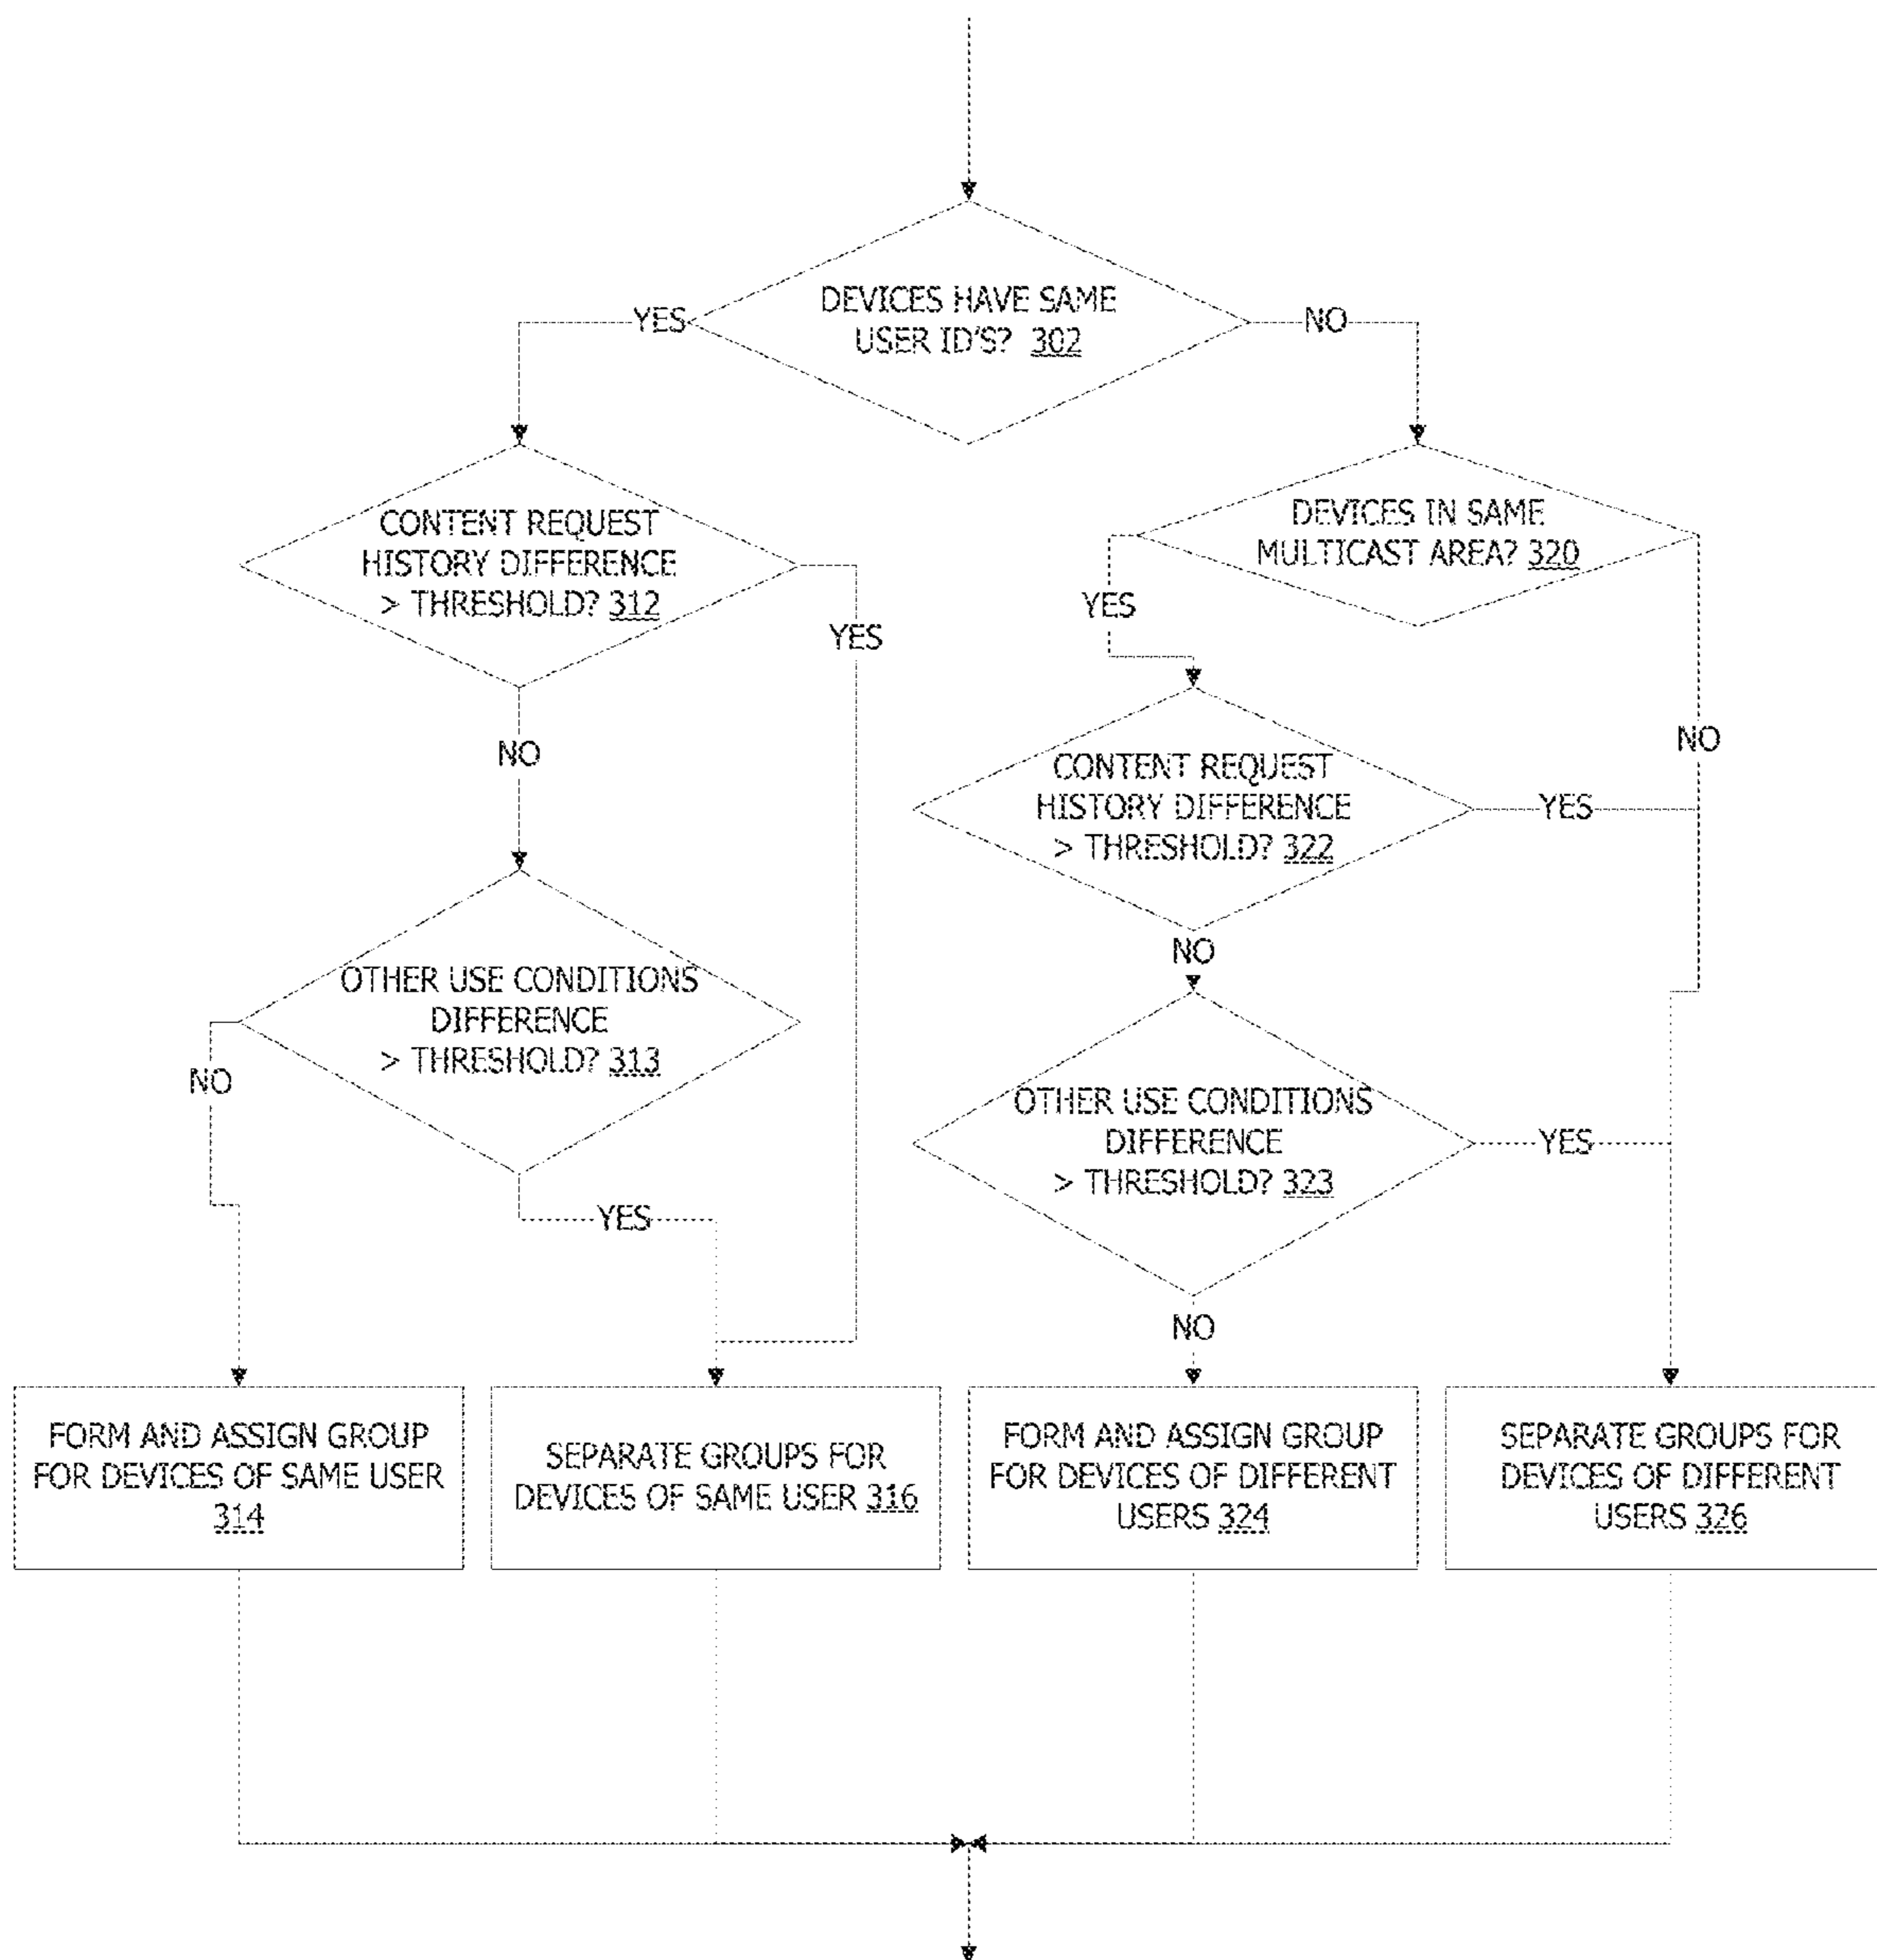 DEVICES HAVE SAME
USER ID'S? 302
YES
NO
CONTENT REQUEST
HISTORY DIFFERENCE
> THRESHOLD? 312
DEVICES IN SAME
MULTICAST AREA? 320
YES
YES
NO
NO
CONTENT REQUEST
HISTORY DIFFERENCE
> THRESHOLD? 322
YES
NO
OTHER USE CONDITIONS
DIFFERENCE
> THRESHOLD? 313
NO
YES
OTHER USE CONDITIONS
DIFFERENCE
> THRESHOLD? 323
YES
NO
FORM AND ASSIGN GROUP
FOR DEVICES OF SAME USER
314
SEPARATE GROUPS FOR
DEVICES OF SAME USER 316
FORM AND ASSIGN GROUP
FOR DEVICES OF DIFFERENT
USERS 324
SEPARATE GROUPS FOR
DEVICES OF DIFFERENT
USERS 326